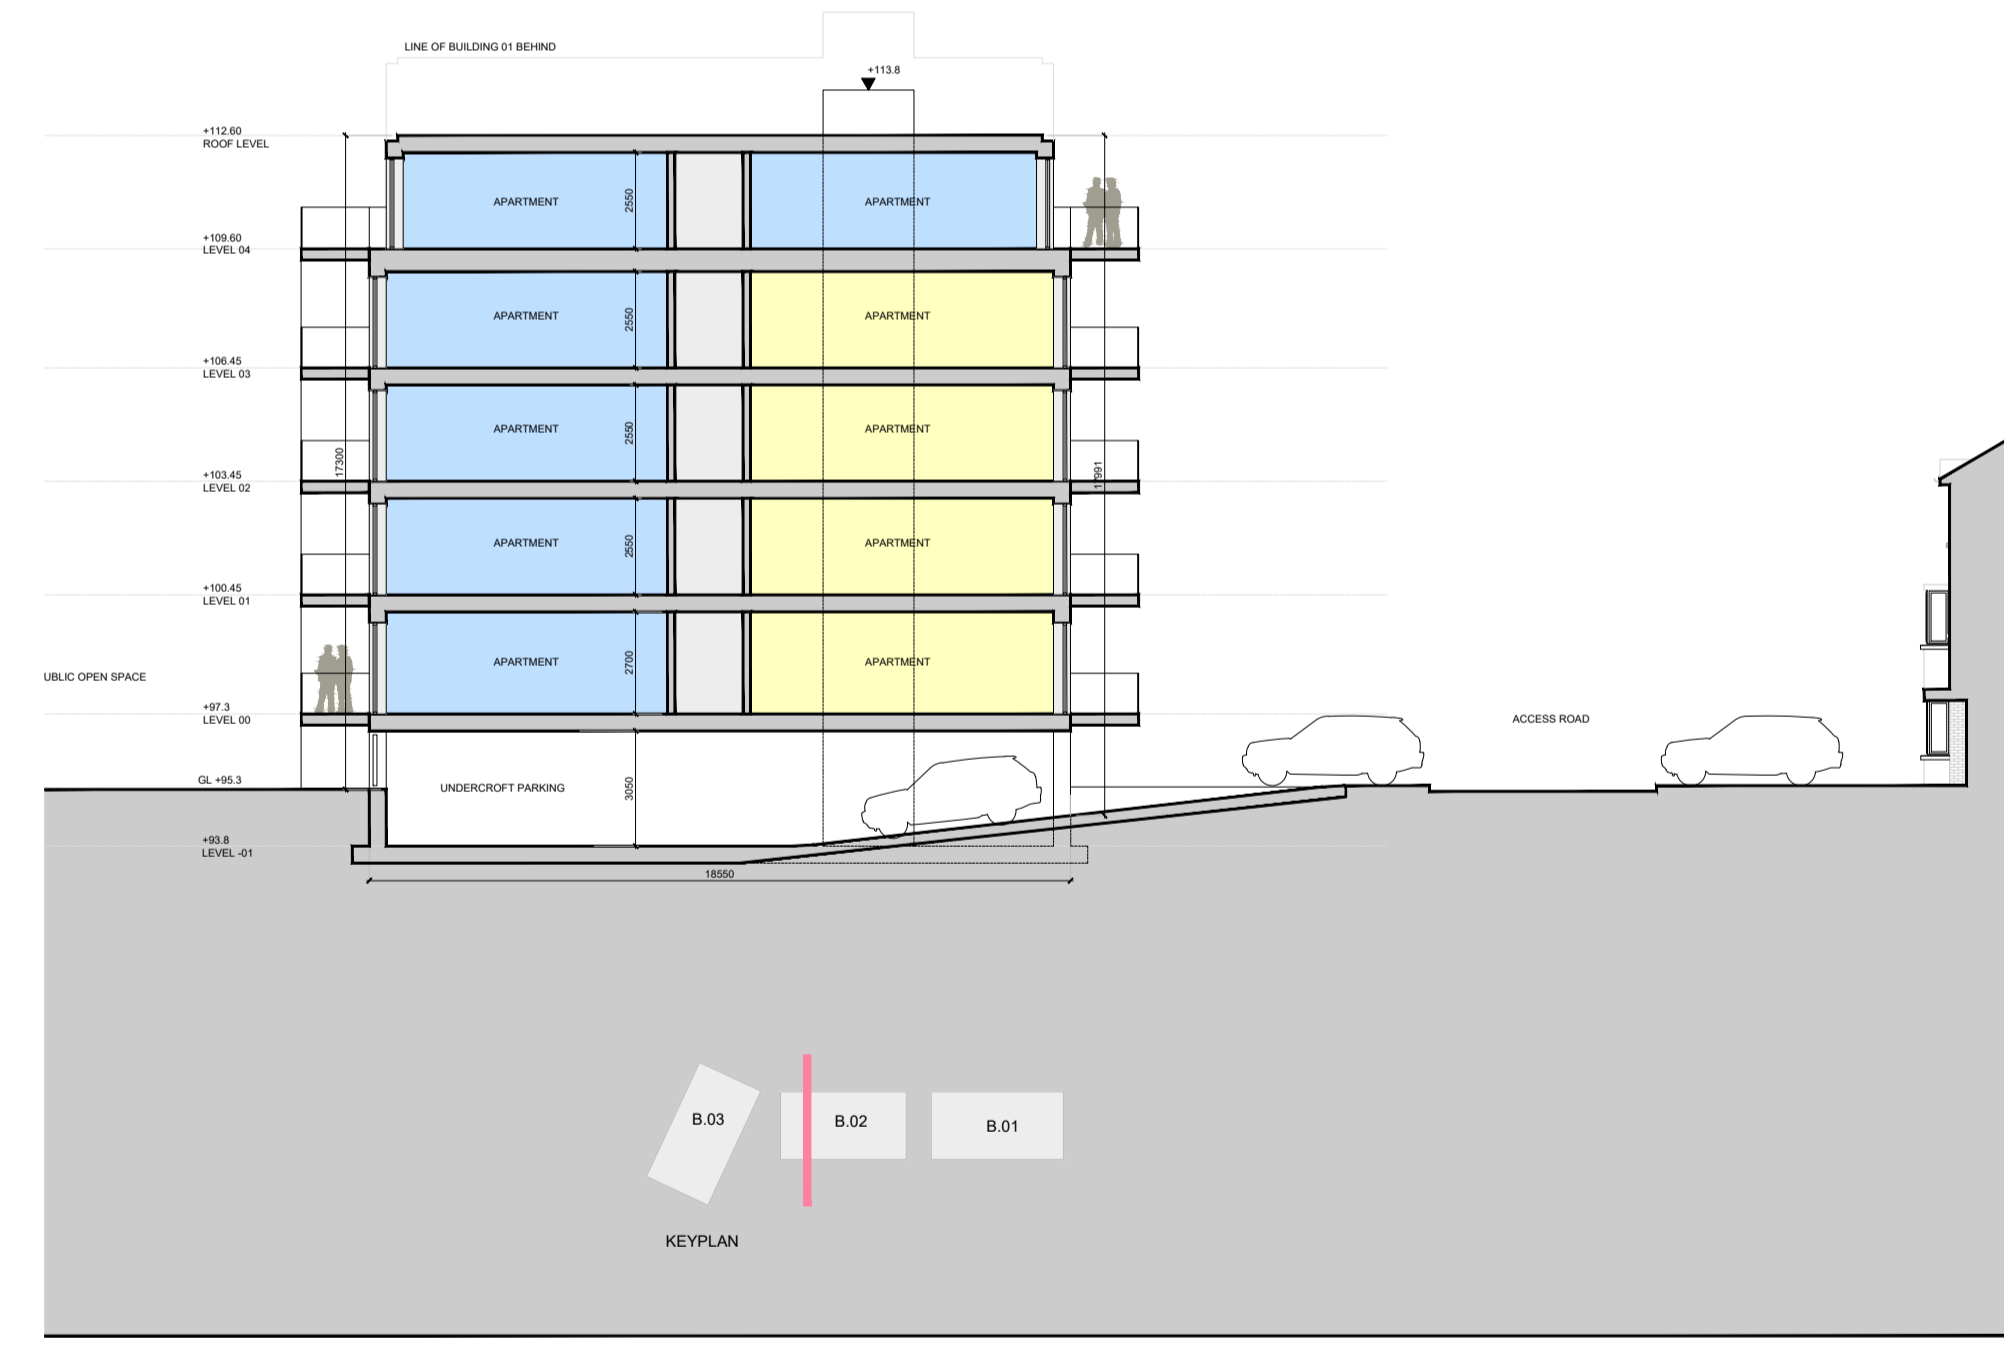 LINE OF BUILDING 01 BEHIND
+113.8
+112.60
ROOF LEVEL
APARTMENT
2550
APARTMENT
+109.60
LEVEL 04
APARTMENT
2550
APARTMENT
+106.45
LEVEL 03
APARTMENT
2550
APARTMENT
17300
17991
+103.45
LEVEL 02
APARTMENT
2550
APARTMENT
+100.45
LEVEL 01
APARTMENT
2700
APARTMENT
UBLIC OPEN SPACE
+97.3
LEVEL 00
ACCESS ROAD
GL +95.3
UNDERCROFT PARKING
3050
+93.8
LEVEL -01
18550
B.03
B.02
B.01
KEYPLAN